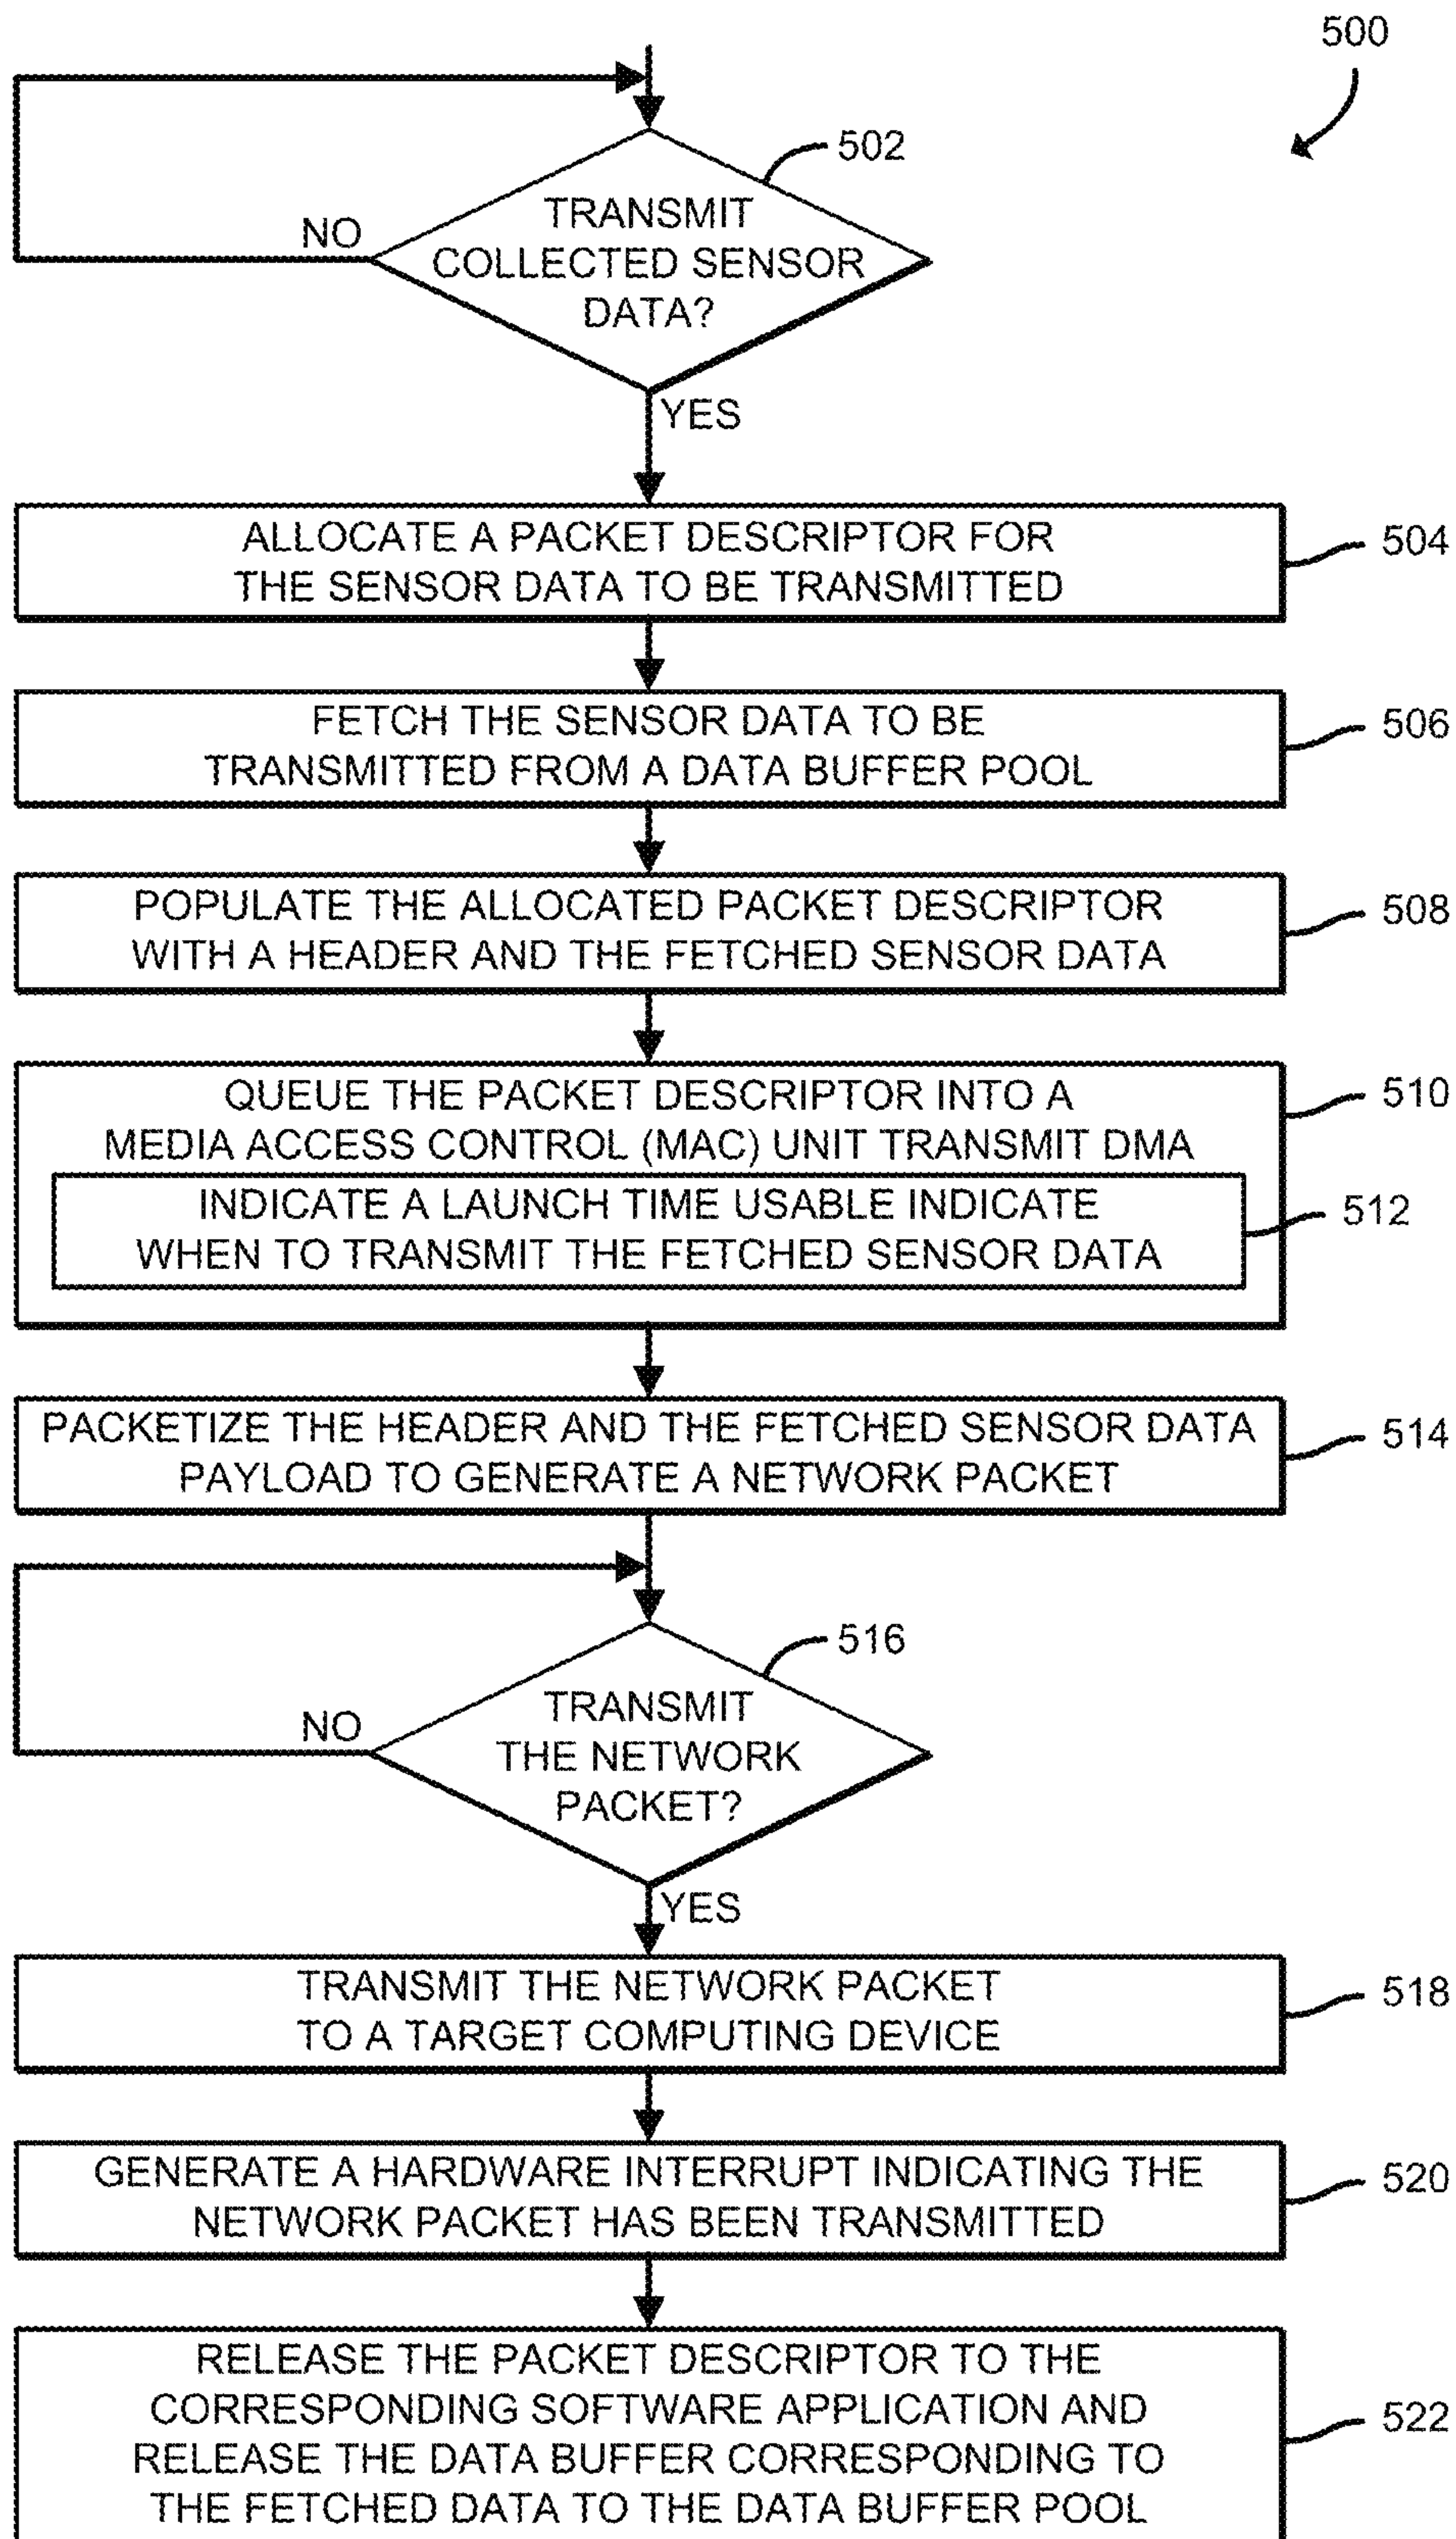 500
502
TRANSMIT
COLLECTED SENSOR
DATA?
NO
YES
ALLOCATE A PACKET DESCRIPTOR FOR
THE SENSOR DATA TO BE TRANSMITTED
504
FETCH THE SENSOR DATA TO BE
TRANSMITTED FROM A DATA BUFFER POOL
506
POPULATE THE ALLOCATED PACKET DESCRIPTOR
WITH A HEADER AND THE FETCHED SENSOR DATA
508
QUEUE THE PACKET DESCRIPTOR INTO A
MEDIA ACCESS CONTROL (MAC) UNIT TRANSMIT DMA
510
INDICATE A LAUNCH TIME USABLE INDICATE
WHEN TO TRANSMIT THE FETCHED SENSOR DATA
512
PACKETIZE THE HEADER AND THE FETCHED SENSOR DATA
PAYLOAD TO GENERATE A NETWORK PACKET
514
516
TRANSMIT
THE NETWORK
PACKET?
NO
YES
TRANSMIT THE NETWORK PACKET
TO A TARGET COMPUTING DEVICE
518
GENERATE A HARDWARE INTERRUPT INDICATING THE
NETWORK PACKET HAS BEEN TRANSMITTED
520
RELEASE THE PACKET DESCRIPTOR TO THE
CORRESPONDING SOFTWARE APPLICATION AND
RELEASE THE DATA BUFFER CORRESPONDING TO
THE FETCHED DATA TO THE DATA BUFFER POOL
522